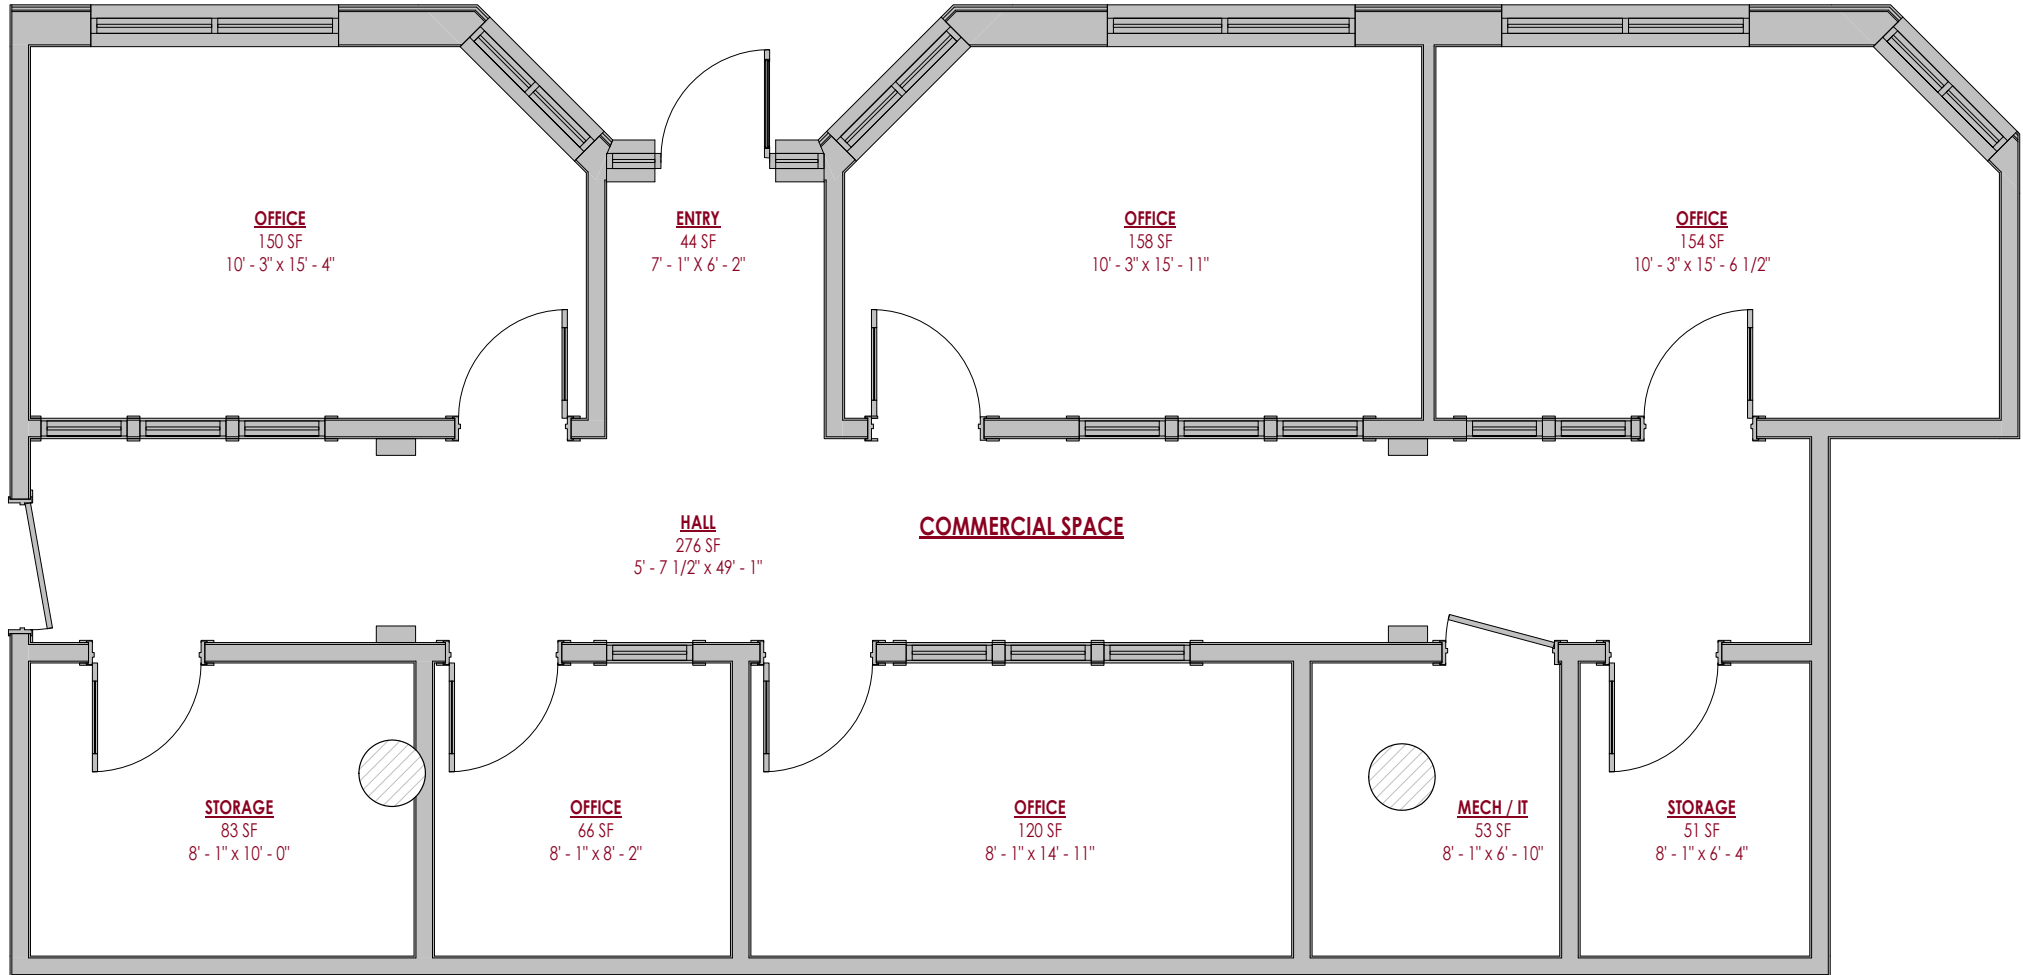 OFFICE
150 SF
10' - 3" x 15' - 4"
ENTRY
44 SF
7' - 1" X 6' - 2"
OFFICE
158 SF
10' - 3" x 15' - 11"
OFFICE
154 SF
10' - 3" x 15' - 6 1/2"
HALL
276 SF
5' - 7 1/2" x 49' - 1"
COMMERCIAL SPACE
STORAGE
83 SF
8' - 1" x 10' - 0"
OFFICE
66 SF
8' - 1" x 8' - 2"
OFFICE
120 SF
8' - 1" x 14' - 11"
MECH / IT
53 SF
8' - 1" x 6' - 10"
STORAGE
51 SF
8' - 1" x 6' - 4"